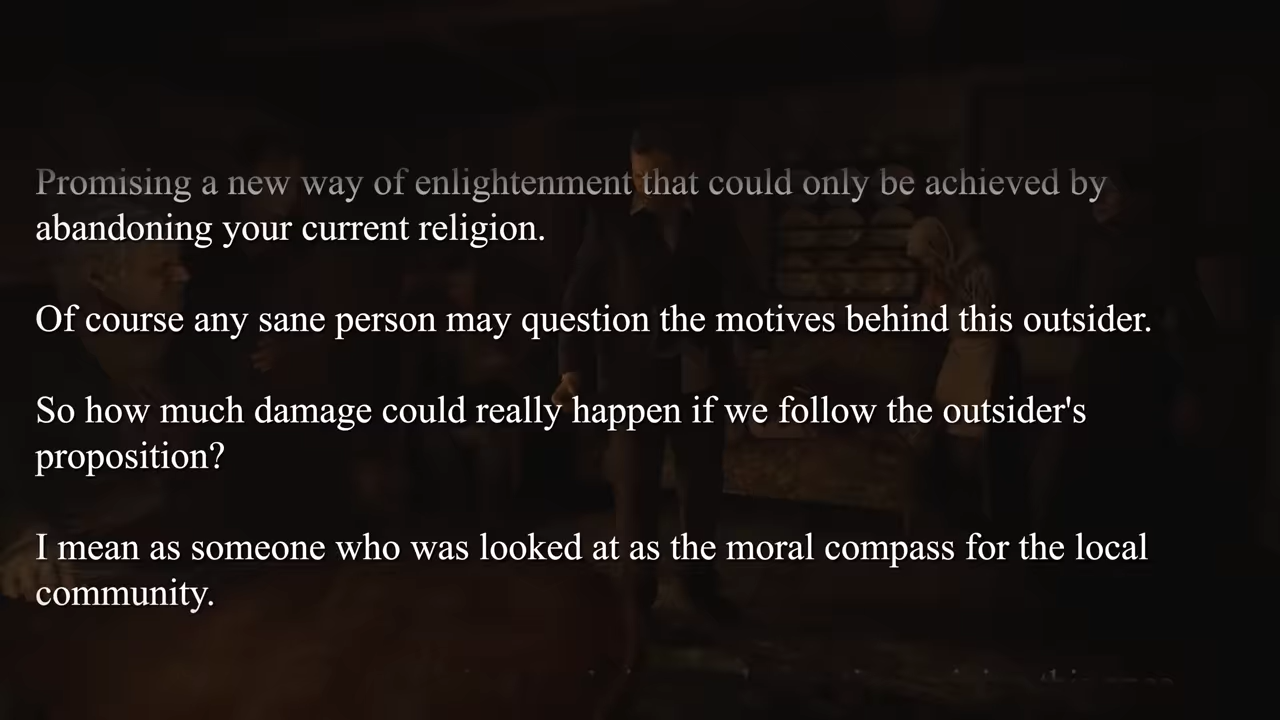 Promising a new way of enlightenment that could only be achieved by
abandoning your current religion.
Of course any sane person may question the motives behind this outsider.
So how much damage could really happen if we follow the outsider's
proposition?
I mean as someone who was looked at as the moral compass for the local
community.